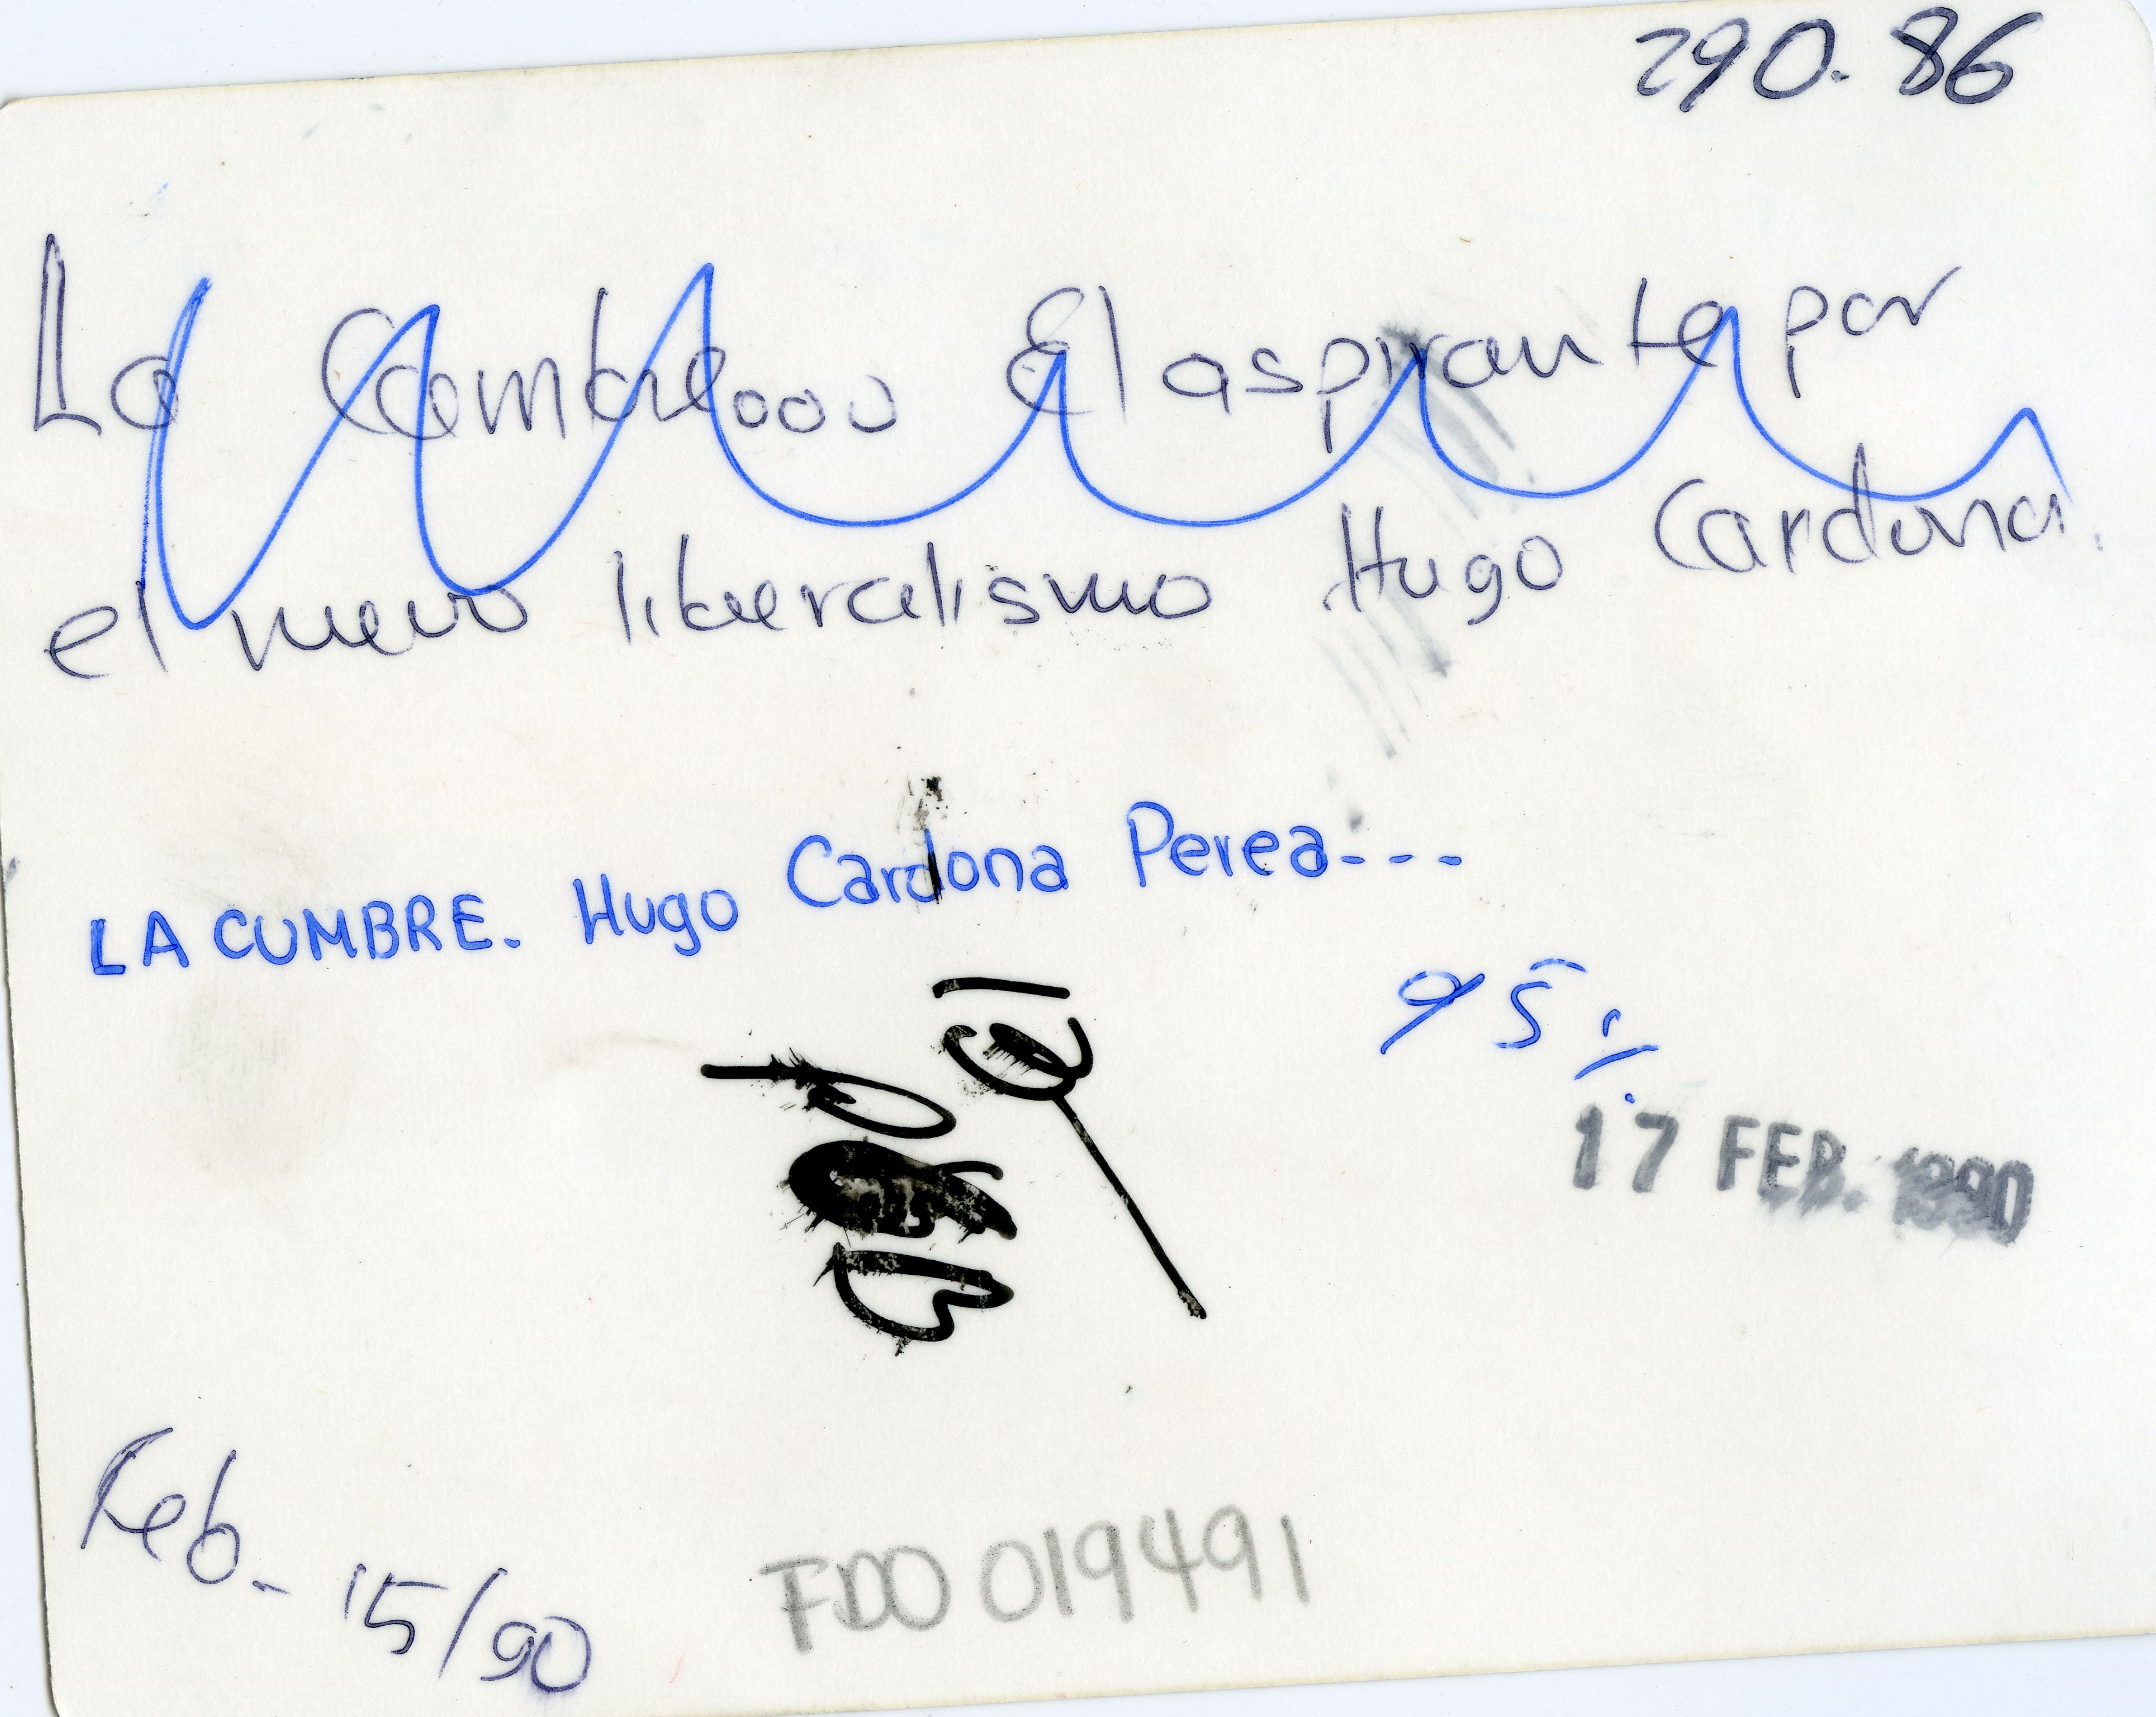 290.86
La Cumbre... El aspirante por
el nuevo liberalismo Hugo Cardona.
LA CUMBRE. Hugo Cardona Perea---
95%
17 FEB. 1990
Feb- 15/90
FDO 019491